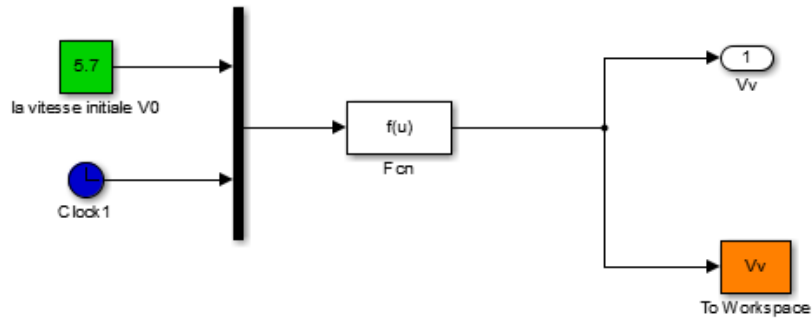 5.7
la vitesse initiale V0
Clock1
f(u)
Fcn
1
Vv
Vv
To Workspace